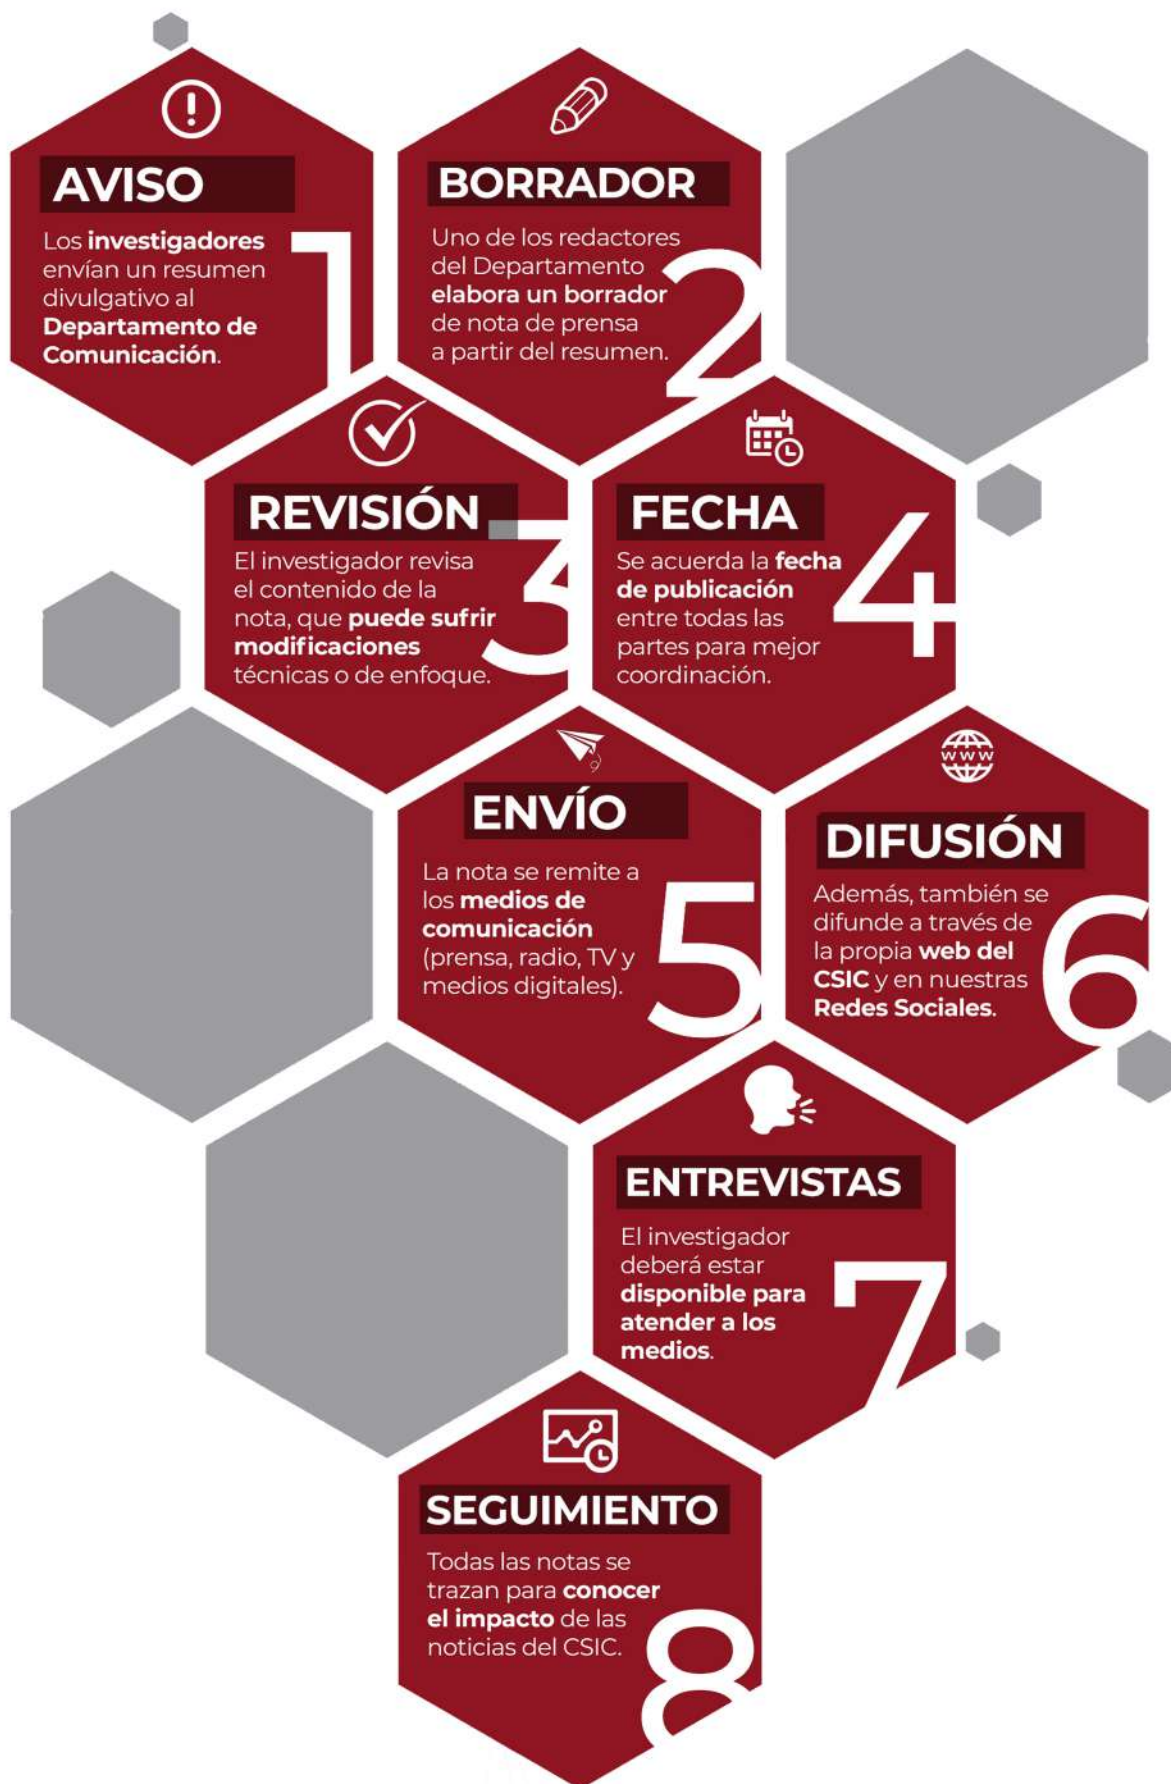 AVISO
Los investigadores
envían un resumen
divulgativo al
Departamento de
Comunicación.
1
BORRADOR
Uno de los redactores
del Departamento
elabora un borrador
de nota de prensa
a partir del resumen.
2
REVISIÓN
El investigador revisa
el contenido de la
nota, que puede sufrir
modificaciones
técnicas o de enfoque.
3
FECHA
Se acuerda la fecha
de publicación
entre todas las
partes para mejor
coordinación.
4
ENVÍO
La nota se remite a
los medios de
comunicación
(prensa, radio, TV y
medios digitales).
5
WWW
DIFUSIÓN
Además, también se
difunde a través de
la propia web del
CSIC y en nuestras
Redes Sociales.
6
ENTREVISTAS
El investigador
deberá estar
disponible para
atender a los
medios.
7
SEGUIMIENTO
Todas las notas se
trazan para conocer
el impacto de las
noticias del CSIC.
8